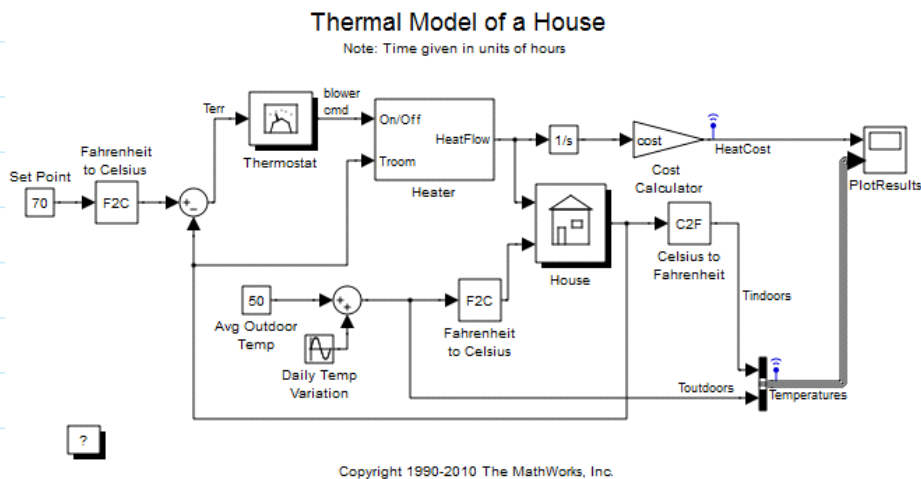 Thermal Model of a House
Note: Time given in units of hours
blower
cmd
Terr
On/Off
HeatFlow
Troom
Heater
Thermostat
1/s
cost
HeatCost
Cost
Calculator
PlotResults
Fahrenheit
to Celsius
Set Point
70
F2C
+
−
House
C2F
Celsius to
Fahrenheit
Tindoors
50
Avg Outdoor
Temp
+
+
F2C
Fahrenheit
to Celsius
Daily Temp
Variation
Toutdoors
Temperatures
?
Copyright 1990-2010 The MathWorks, Inc.